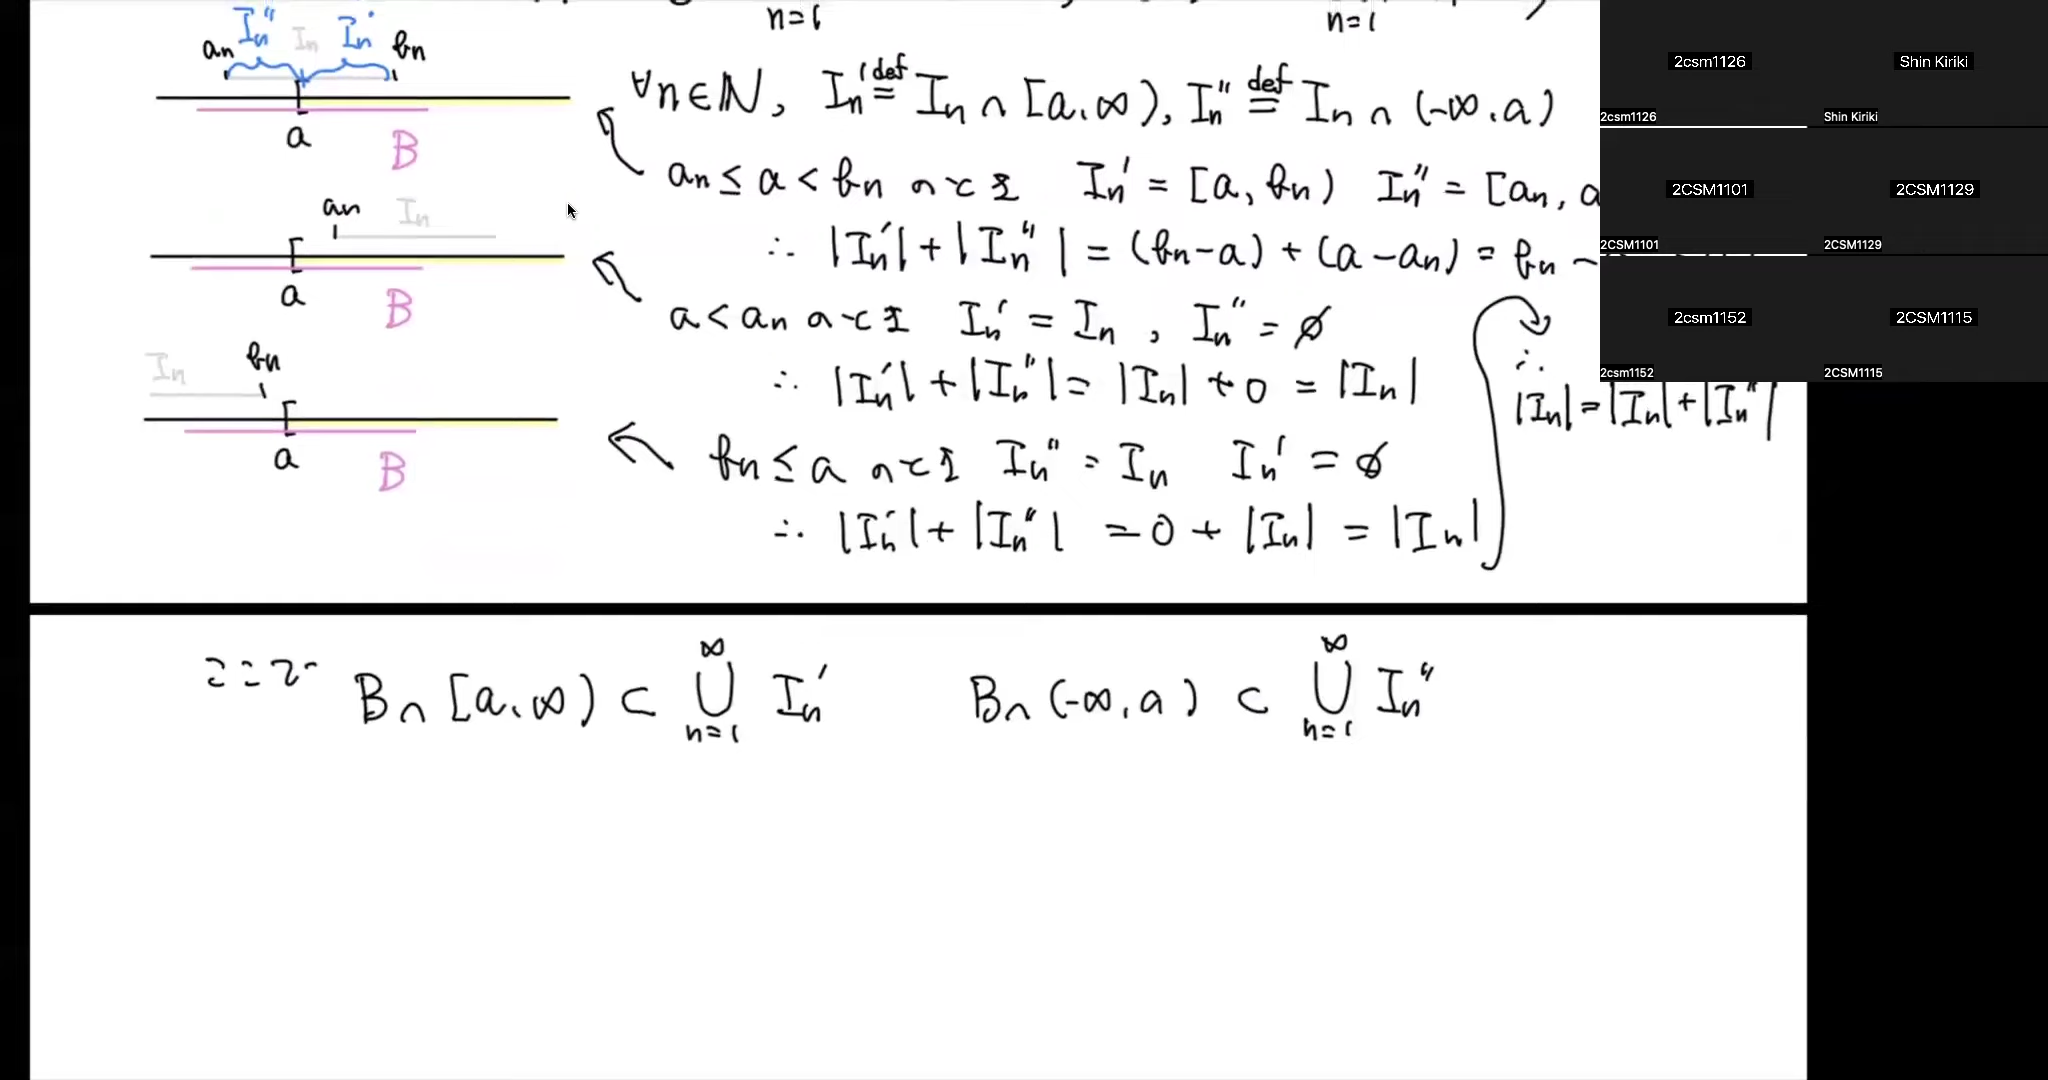 n=1 n=1
an In'' In In' bn
a B
∀n∈N, In' def= In ∩ [a.∞), In'' def= In ∩ (-∞.a)
an ≤ a < bn のとき In' = [a, bn) In'' = [an, a
∴ |In'| + |In''| = (bn-a) + (a-an) = bn -
an In
a B
a < an のとき In' = In , In'' = ∅
∴ |In'| + |In''| = |In| + 0 = |In|
∴
|In| = |In'| + |In''|
In bn
a B
bn ≤ a のとき In'' = In In' = ∅
∴ |In'| + |In''| = 0 + |In| = |In|
ここで B∩[a.∞) ⊂ ∞⋃n=1 In' B∩(-∞.a) ⊂ ∞⋃n=1 In''
2csm1126 Shin Kiriki
2csm1126 Shin Kiriki
2CSM1101 2CSM1129
2CSM1101 2CSM1129
2csm1152 2CSM1115
2csm1152 2CSM1115